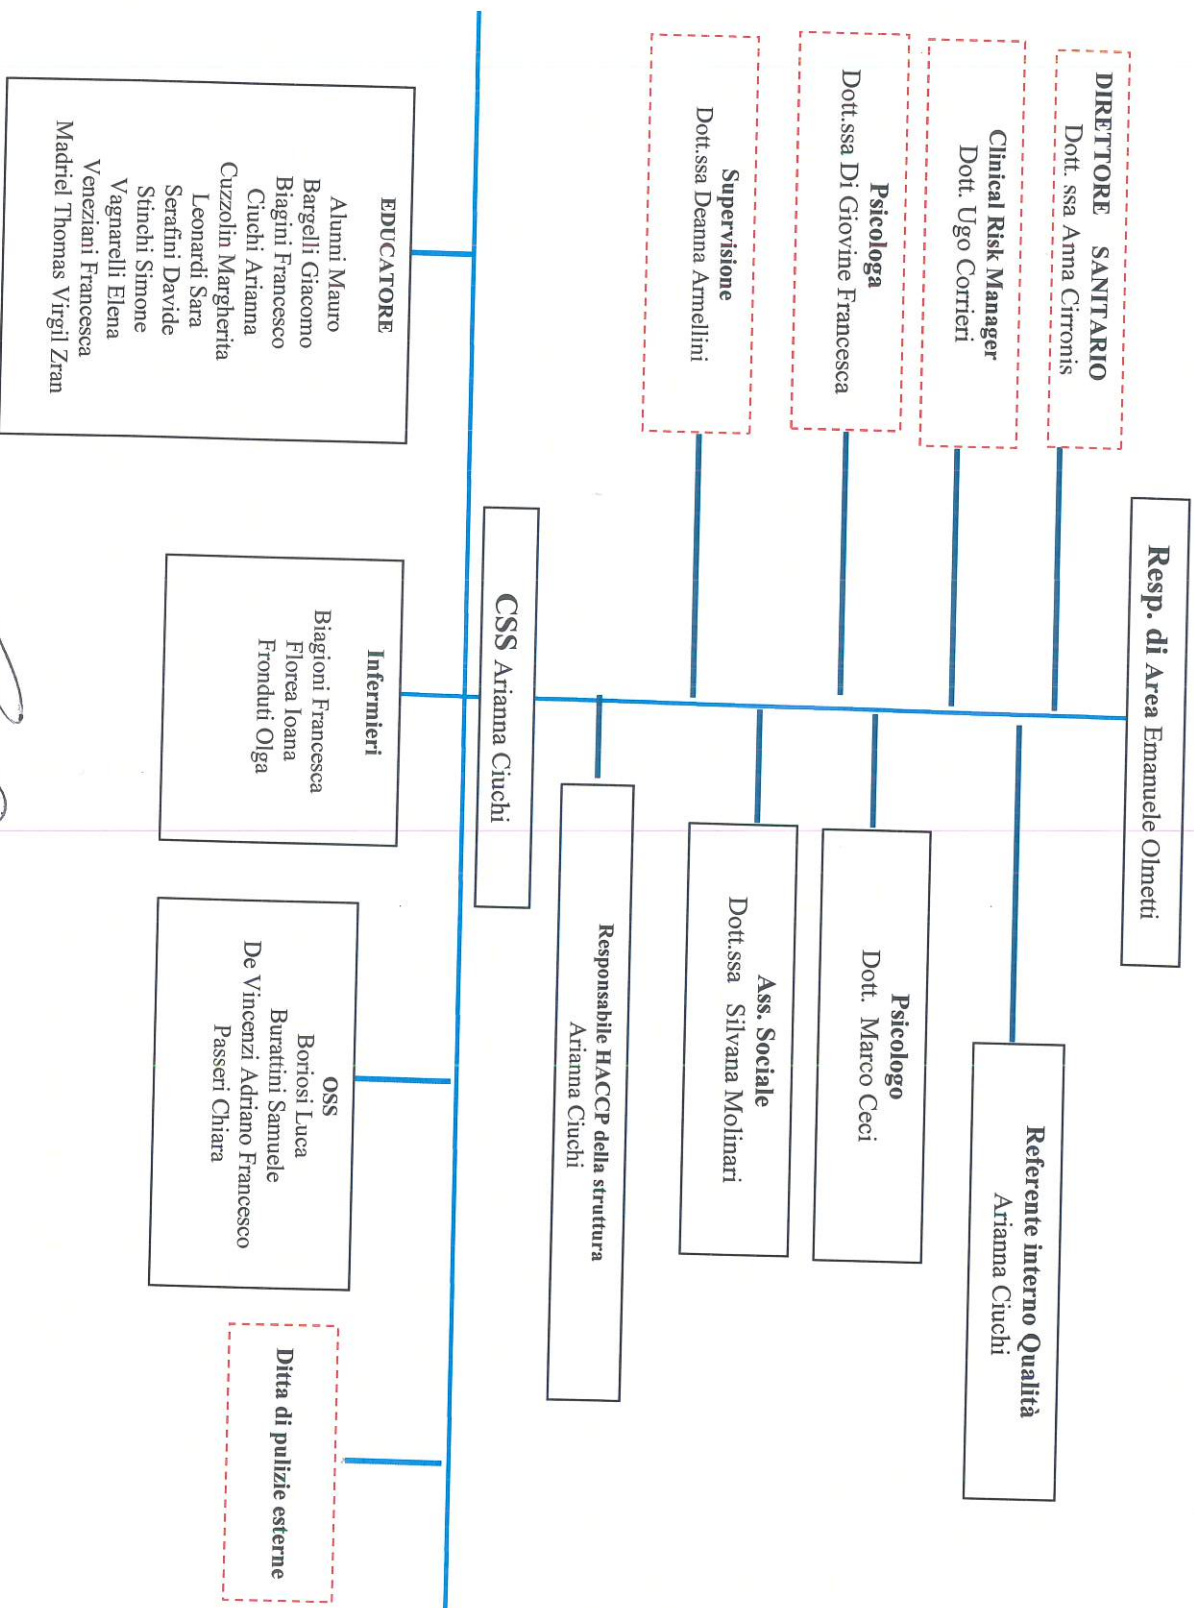 Resp. di Area Emanuele Olmetti
DIRETTORE SANITARIO
Dott. ssa Anna Cirronis
Clinical Risk Manager
Dott. Ugo Corrieri
Referente interno Qualità
Arianna Ciuchi
Psicologa
Dott.ssa Di Giovine Francesca
Psicologo
Dott. Marco Ceci
Supervisione
Dott.ssa Deanna Armellini
Ass. Sociale
Dott.ssa Silvana Molinari
Responsabile HACCP della struttura
Arianna Ciuchi
CSS Arianna Ciuchi
EDUCATORE
Alunni Mauro
Bargelli Giacomo
Biagini Francesco
Ciuchi Arianna
Cuzzolin Margherita
Leonardi Sara
Serafini Davide
Stinchi Simone
Vagnarelli Elena
Veneziani Francesca
Madriel Thomas Virgil Zran
Infermieri
Biagioni Francesca
Florea Ioana
Fronduti Olga
OSS
Boriosi Luca
Burattini Samuele
De Vincenzi Adriano Francesco
Passeri Chiara
Ditta di pulizie esterne